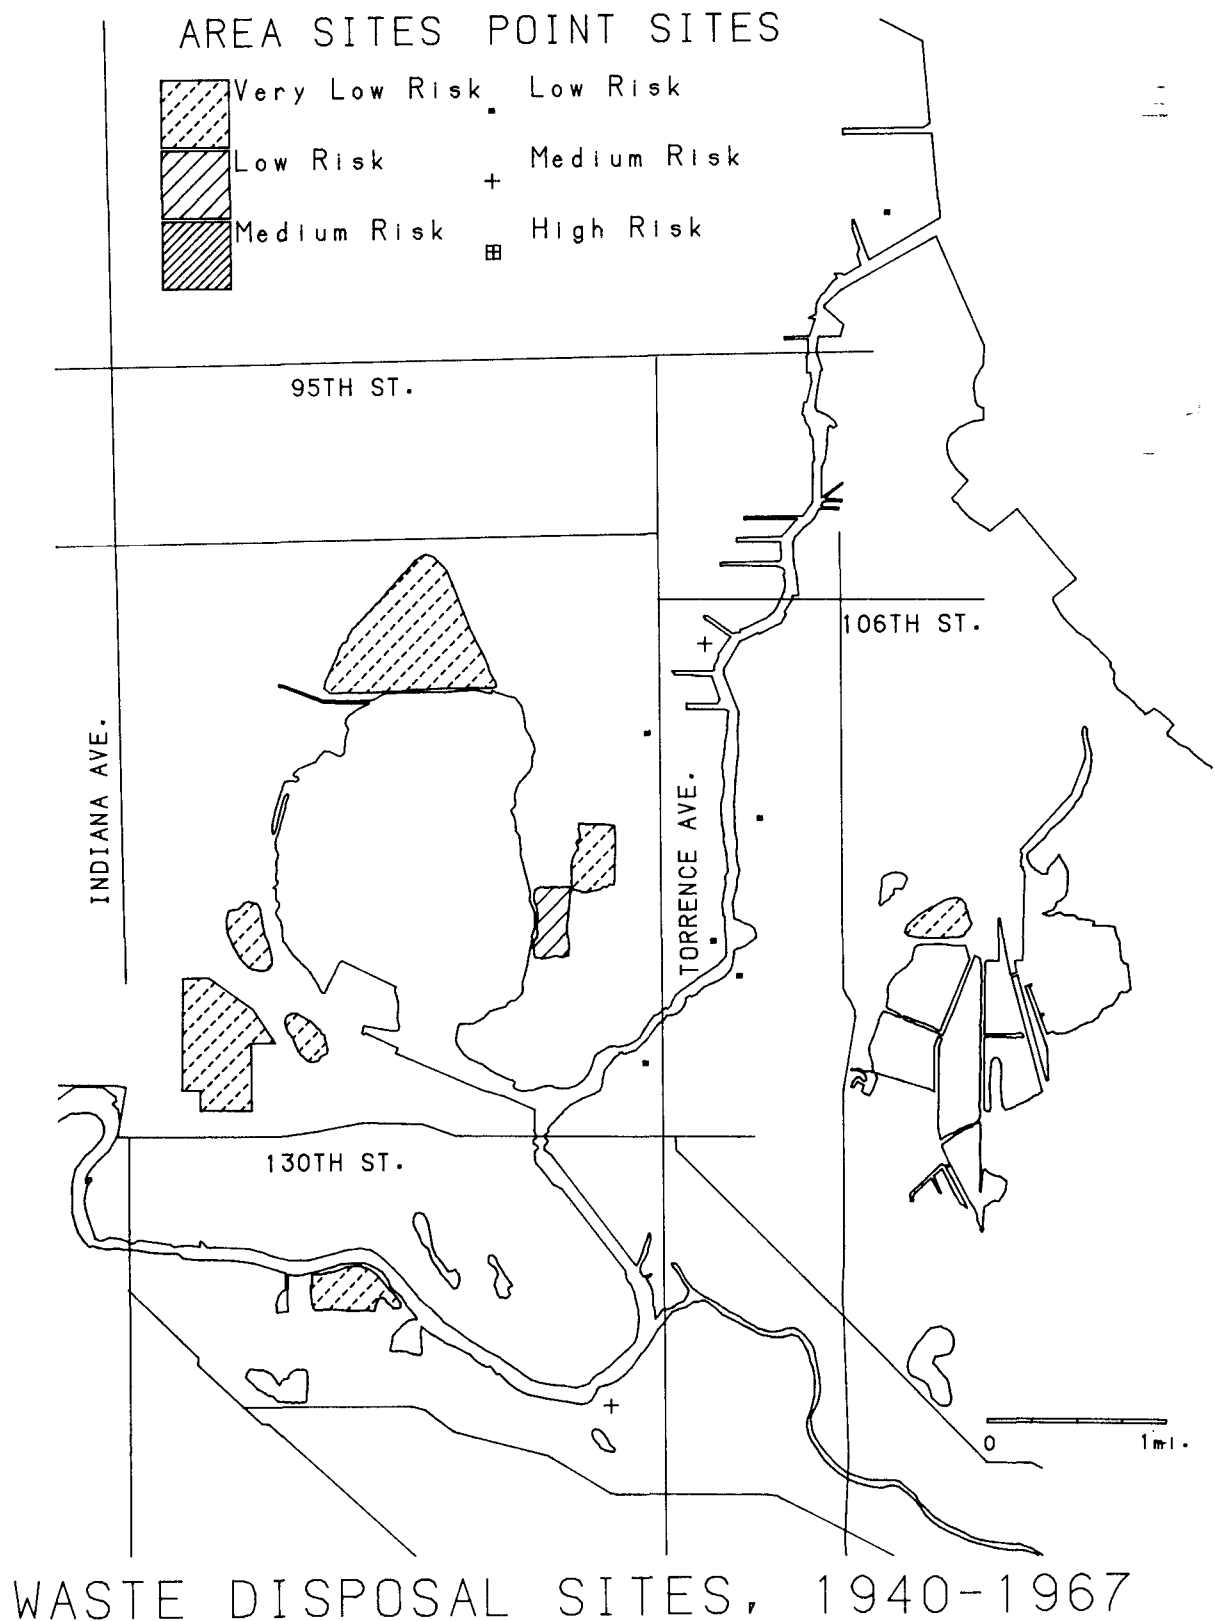 AREA SITES POINT SITES
Very Low Risk Low Risk
Low Risk Medium Risk
Medium Risk High Risk
95TH ST.
106TH ST.
INDIANA AVE.
TORRENCE AVE.
130TH ST.
0 1mi.
WASTE DISPOSAL SITES, 1940-1967